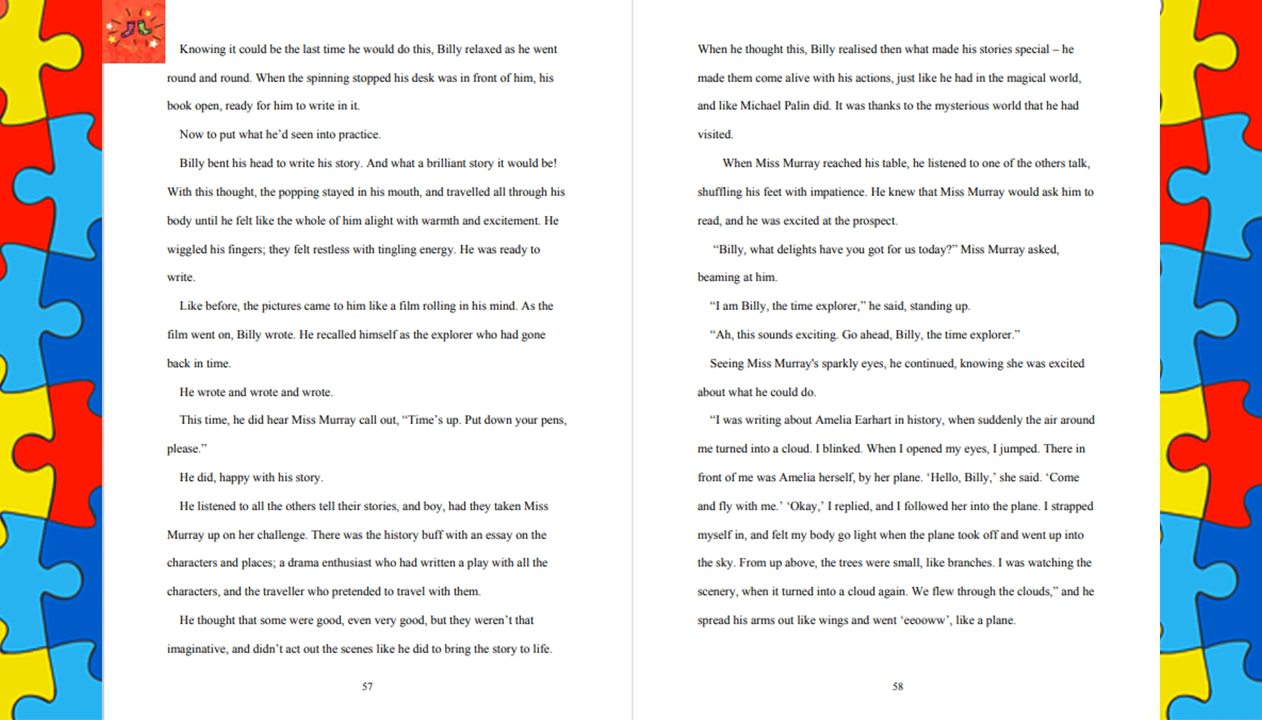 Knowing it could be the last time he would do this, Billy relaxed as he went
round and round. When the spinning stopped his desk was in front of him, his
book open, ready for him to write in it.
Now to put what he’d seen into practice.
Billy bent his head to write his story. And what a brilliant story it would be!
With this thought, the popping stayed in his mouth, and travelled all through his
body until he felt like the whole of him alight with warmth and excitement. He
wiggled his fingers; they felt restless with tingling energy. He was ready to
write.
Like before, the pictures came to him like a film rolling in his mind. As the
film went on, Billy wrote. He recalled himself as the explorer who had gone
back in time.
He wrote and wrote and wrote.
This time, he did hear Miss Murray call out, “Time’s up. Put down your pens,
please.”
He did, happy with his story.
He listened to all the others tell their stories, and boy, had they taken Miss
Murray up on her challenge. There was the history buff with an essay on the
characters and places; a drama enthusiast who had written a play with all the
characters, and the traveller who pretended to travel with them.
He thought that some were good, even very good, but they weren’t that
imaginative, and didn’t act out the scenes like he did to bring the story to life.
57
When he thought this, Billy realised then what made his stories special – he
made them come alive with his actions, just like he had in the magical world,
and like Michael Palin did. It was thanks to the mysterious world that he had
visited.
When Miss Murray reached his table, he listened to one of the others talk,
shuffling his feet with impatience. He knew that Miss Murray would ask him to
read, and he was excited at the prospect.
“Billy, what delights have you got for us today?” Miss Murray asked,
beaming at him.
“I am Billy, the time explorer,” he said, standing up.
“Ah, this sounds exciting. Go ahead, Billy, the time explorer.”
Seeing Miss Murray's sparkly eyes, he continued, knowing she was excited
about what he could do.
“I was writing about Amelia Earhart in history, when suddenly the air around
me turned into a cloud. I blinked. When I opened my eyes, I jumped. There in
front of me was Amelia herself, by her plane. ‘Hello, Billy,’ she said. ‘Come
and fly with me.’ ‘Okay,’ I replied, and I followed her into the plane. I strapped
myself in, and felt my body go light when the plane took off and went up into
the sky. From up above, the trees were small, like branches. I was watching the
scenery, when it turned into a cloud again. We flew through the clouds,” and he
spread his arms out like wings and went ‘eeooww’, like a plane.
58